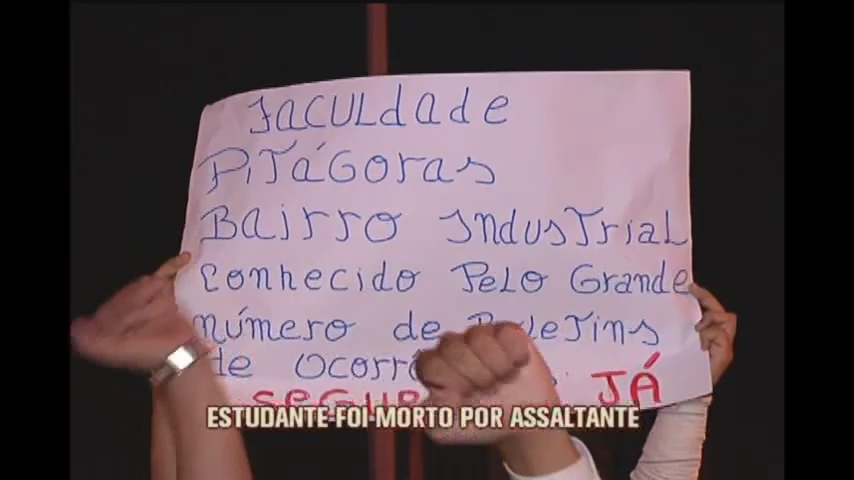 Faculdade
Pitágoras
Bairro Industrial
conhecido Pelo Grande
número de
de
JÁ
ESTUDANTE FOI MORTO POR ASSALTANTE